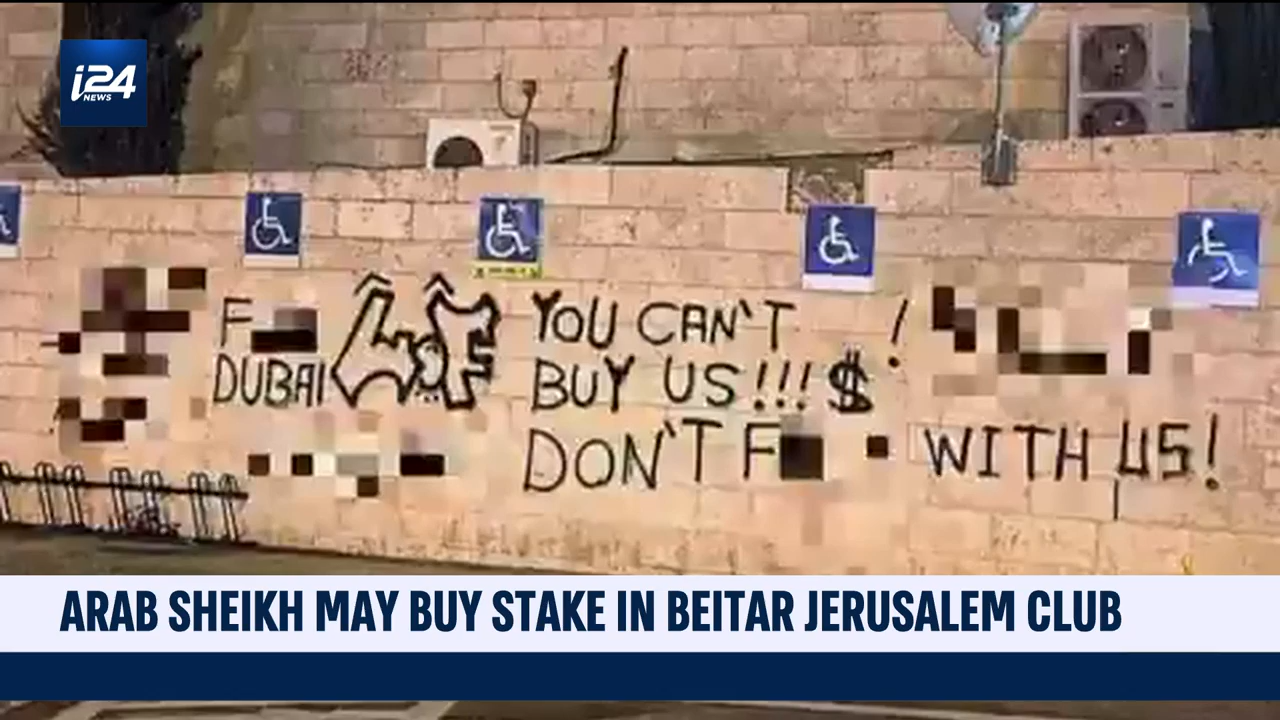 i24
NEWS
F
DUBAI
YOU CAN'T !
BUY US!!!$
DON'T F WITH US!
ARAB SHEIKH MAY BUY STAKE IN BEITAR JERUSALEM CLUB